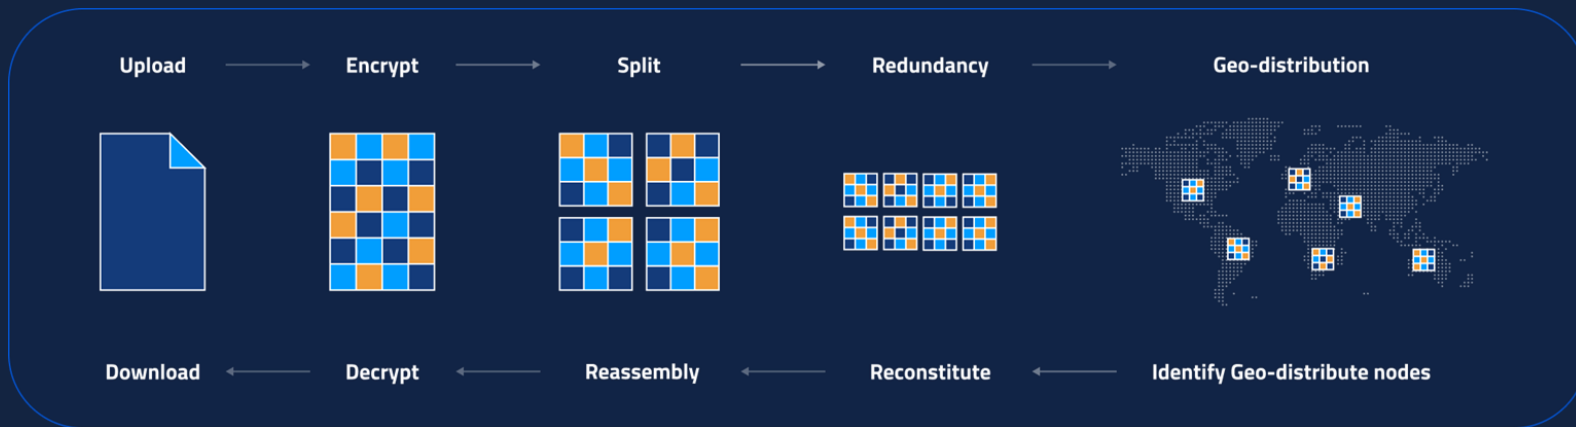 Upload
Encrypt
Split
Redundancy
Geo-distribution
Download
Decrypt
Reassembly
Reconstitute
Identify Geo-distribute nodes